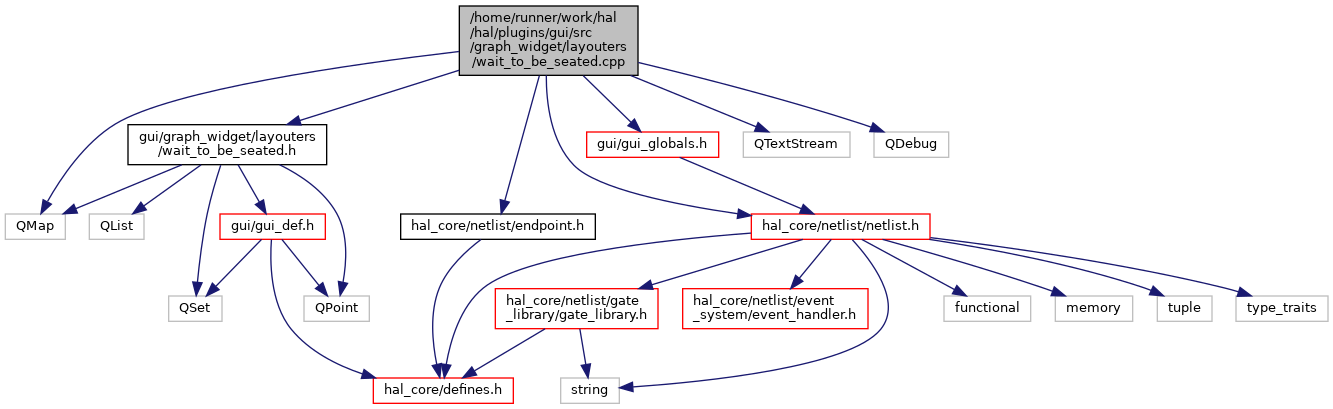 /home/runner/work/hal
/hal/plugins/gui/src
/graph_widget/layouters
/wait_to_be_seated.cpp
gui/graph_widget/layouters
/wait_to_be_seated.h
gui/gui_globals.h
QTextStream
QDebug
QMap
QList
gui/gui_def.h
hal_core/netlist/endpoint.h
hal_core/netlist/netlist.h
QSet
QPoint
hal_core/netlist/gate
_library/gate_library.h
hal_core/netlist/event
_system/event_handler.h
functional
memory
tuple
type_traits
hal_core/defines.h
string